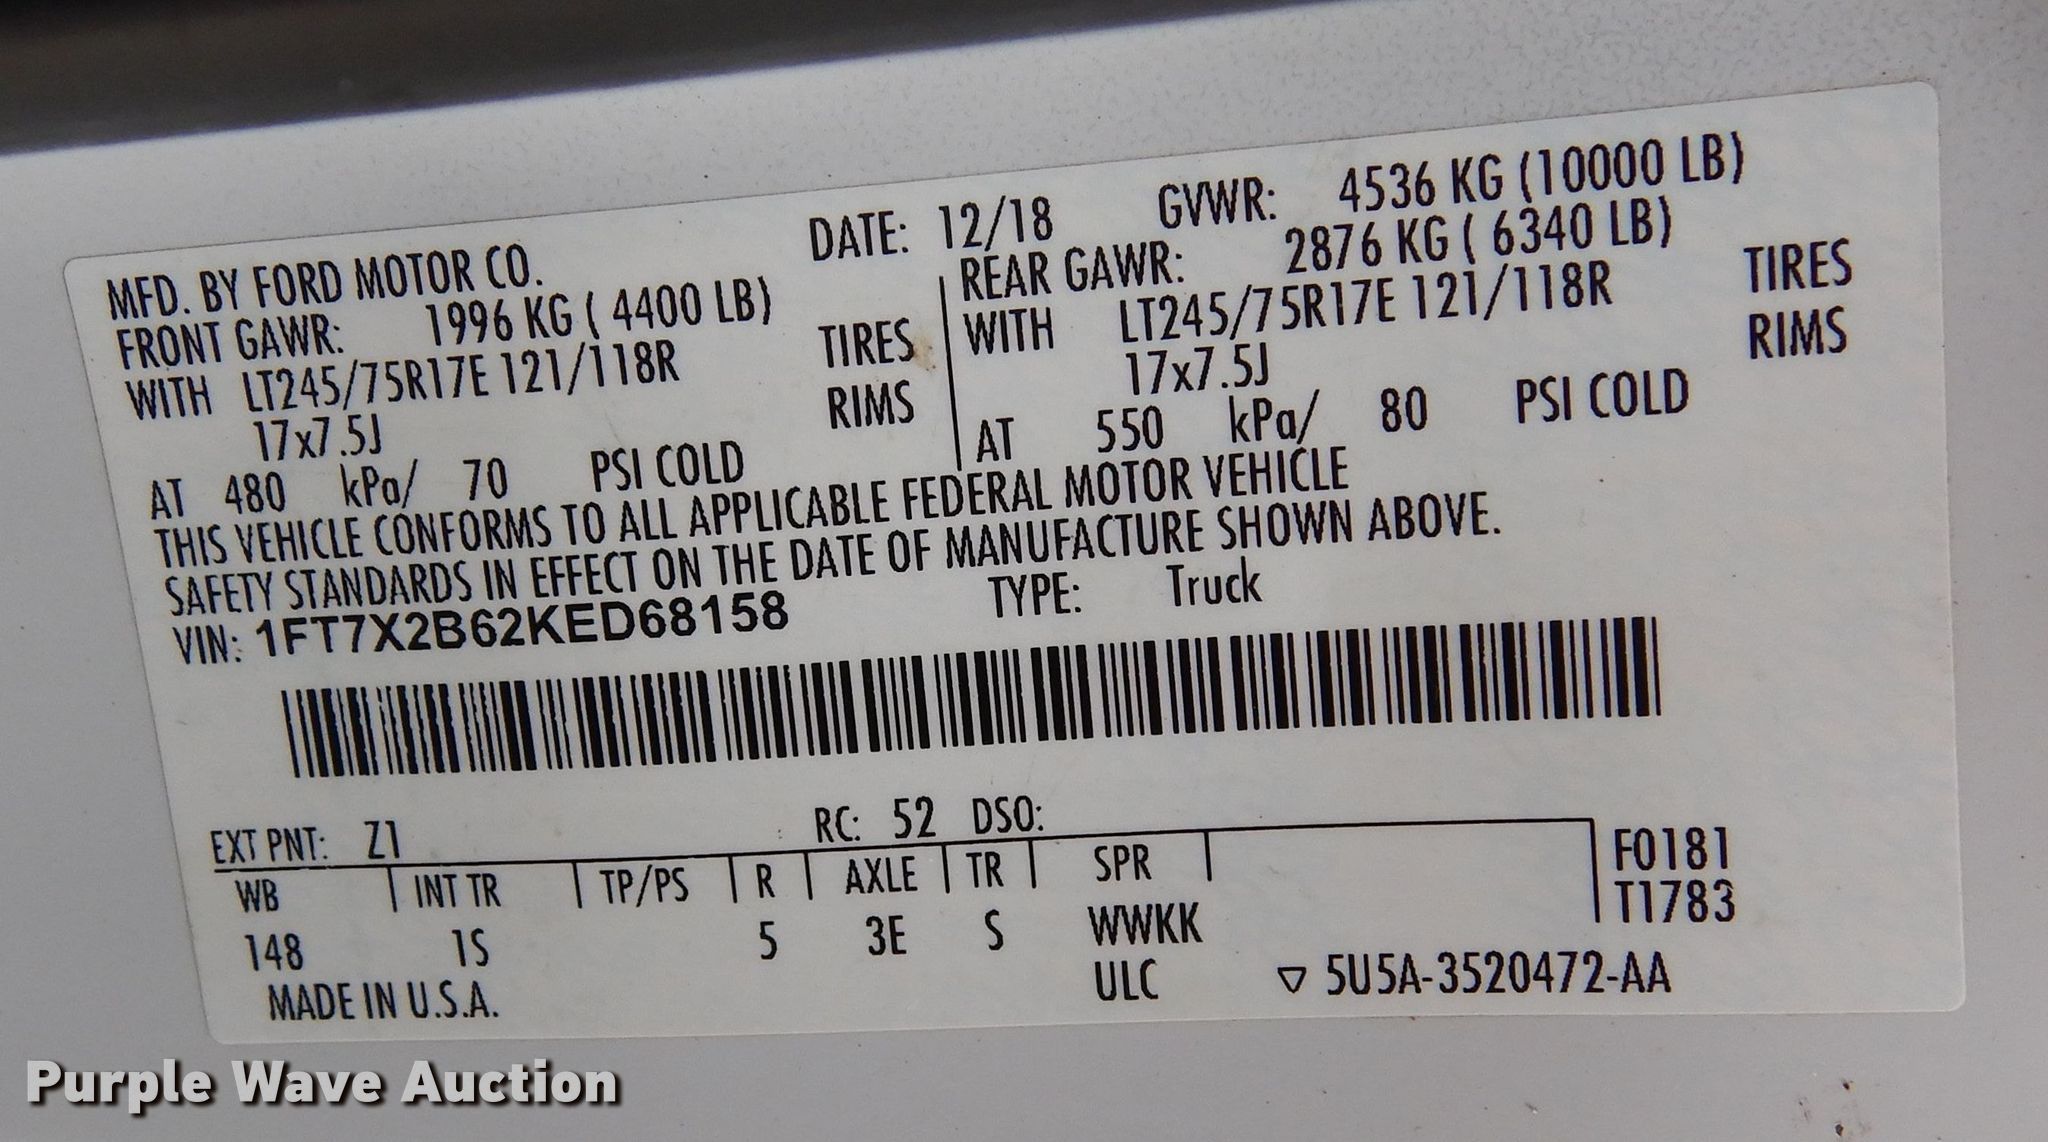 MFD. BY FORD MOTOR CO. DATE: 12/18 GVWR: 4536 KG (10000 LB)
FRONT GAWR: 1996 KG ( 4400 LB) REAR GAWR: 2876 KG ( 6340 LB)
WITH LT245/75R17E 121/118R TIRES WITH LT245/75R17E 121/118R TIRES
17x7.5J RIMS 17x7.5J RIMS
AT 480 kPa/ 70 PSI COLD AT 550 kPa/ 80 PSI COLD
THIS VEHICLE CONFORMS TO ALL APPLICABLE FEDERAL MOTOR VEHICLE
SAFETY STANDARDS IN EFFECT ON THE DATE OF MANUFACTURE SHOWN ABOVE.
VIN: 1FT7X2B62KED68158 TYPE: Truck
EXT PNT: Z1 RC: 52 DSO:
WB INT TR TP/PS R AXLE TR SPR F0181
T1783
148 1S 5 3E S WWKK
MADE IN U.S.A. ULC ▽ 5U5A-3520472-AA
Purple Wave Auction